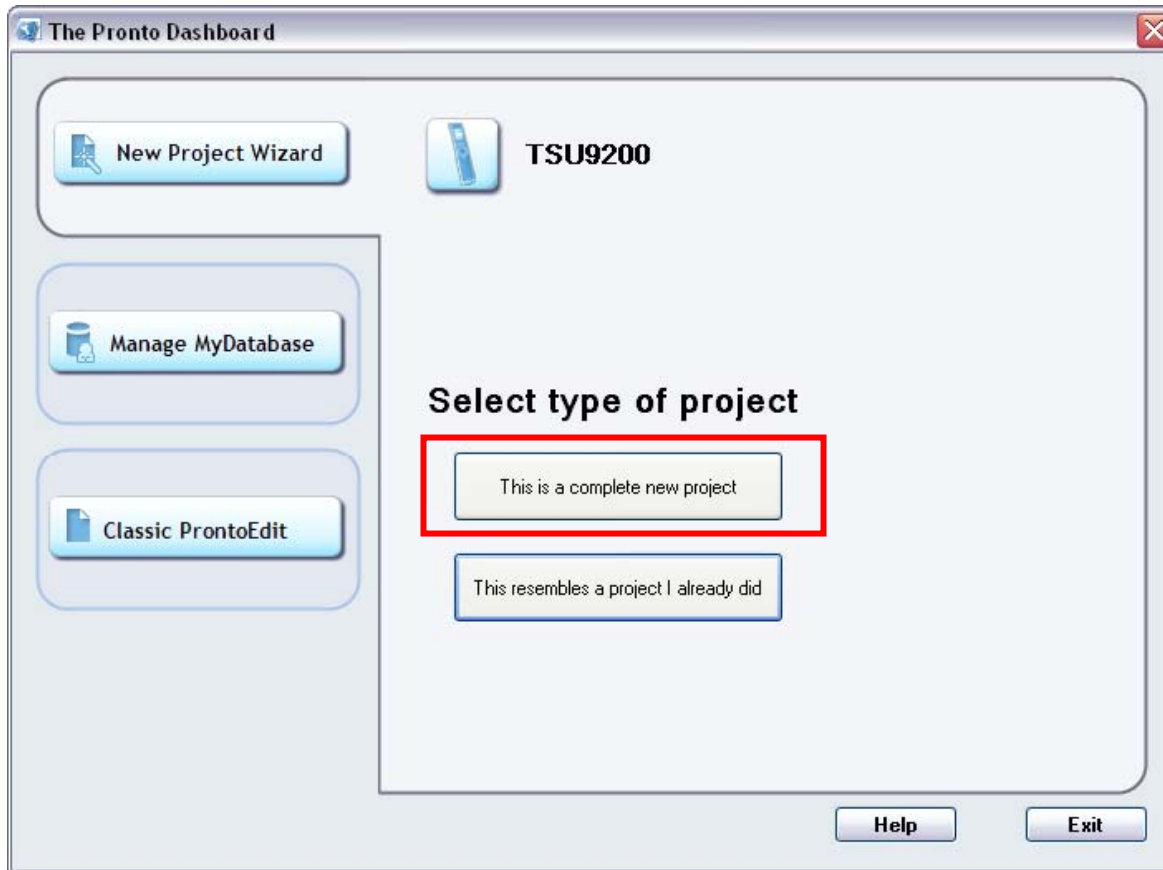 The Pronto Dashboard
New Project Wizard
TSU9200
Manage MyDatabase
Select type of project
This is a complete new project
Classic ProntoEdit
This resembles a project I already did
Help
Exit